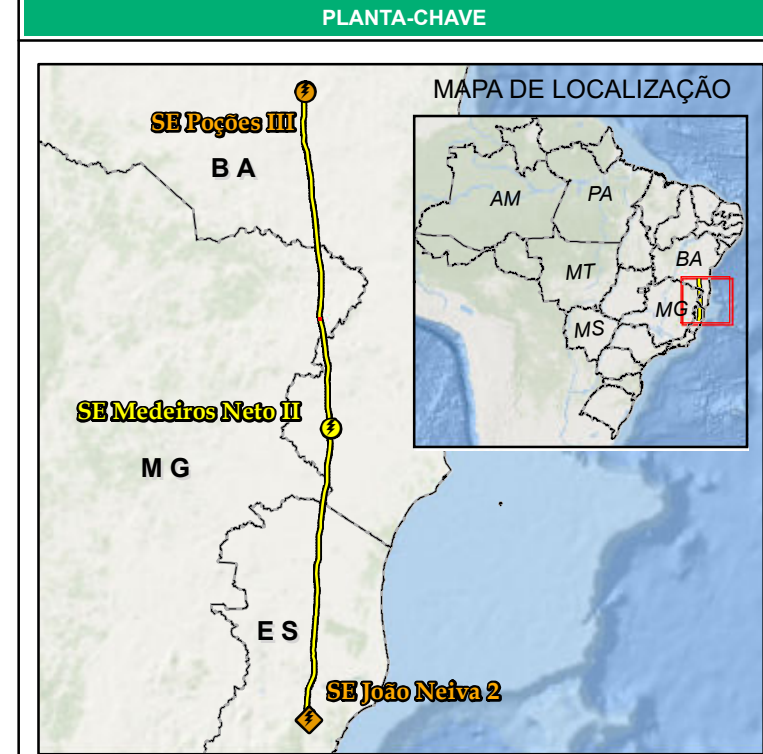 PLANTA-CHAVE
MAPA DE LOCALIZAÇÃO
SE Poções III
B A
AM
PA
BA
MT
MG
MS
SE Medeiros Neto II
M G
E S
SE João Neiva 2